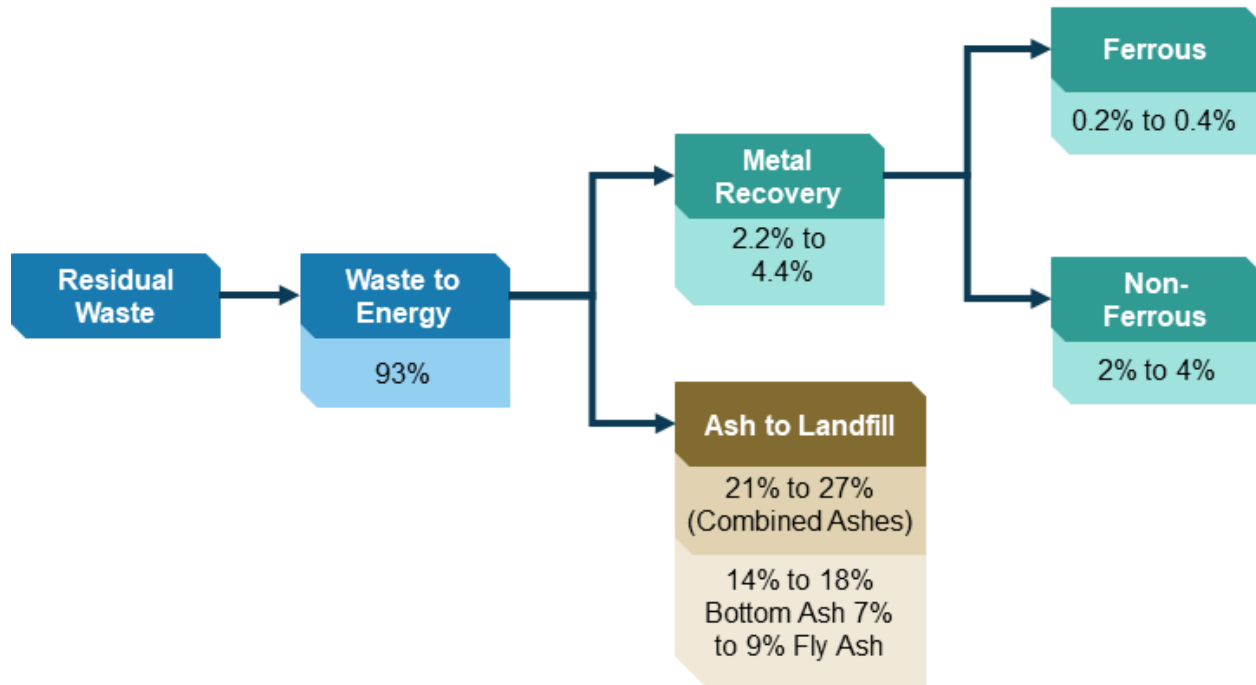 Residual
Waste
Waste to
Energy
93%
Metal
Recovery
2.2% to
4.4%
Ferrous
0.2% to 0.4%
Non-
Ferrous
2% to 4%
Ash to Landfill
21% to 27%
(Combined Ashes)
14% to 18%
Bottom Ash 7%
to 9% Fly Ash